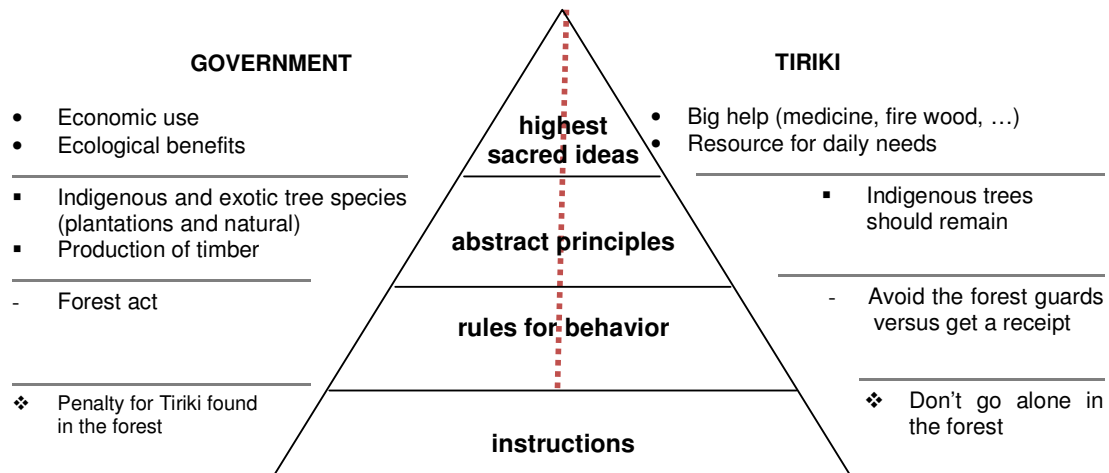 GOVERNMENT
TIRIKI
• Economic use
• Ecological benefits
highest
sacred ideas
• Big help (medicine, fire wood, …)
• Resource for daily needs
▪ Indigenous and exotic tree species
(plantations and natural)
▪ Production of timber
abstract principles
▪ Indigenous trees
should remain
- Forest act
rules for behavior
- Avoid the forest guards
versus get a receipt
❖ Penalty for Tiriki found
in the forest
instructions
❖ Don't go alone in
the forest